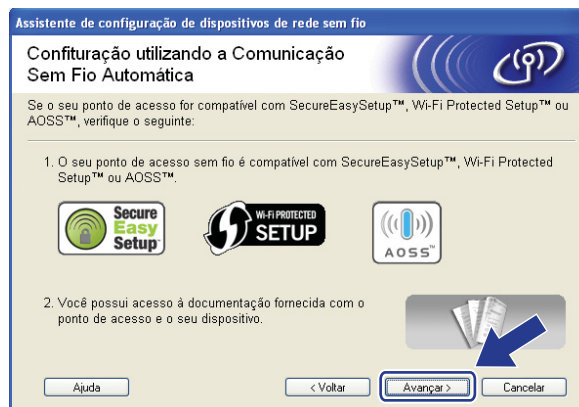 Assistente de configuração de dispositivos de rede sem fio
Confituração utilizando a Comunicação
Sem Fio Automática
Se o seu ponto de acesso for compatível com SecureEasySetup™, Wi-Fi Protected Setup™ ou
AOSS™, verifique o seguinte:
1. O seu ponto de acesso sem fio é compatível com SecureEasySetup™, Wi-Fi Protected
Setup™ ou AOSS™.
Secure
Easy
Setup™
WI-FI PROTECTED
SETUP
AOSS™
2. Você possui acesso à documentação fornecida com o
ponto de acesso e o seu dispositivo.
Ajuda
< Voltar
Avançar >
Cancelar